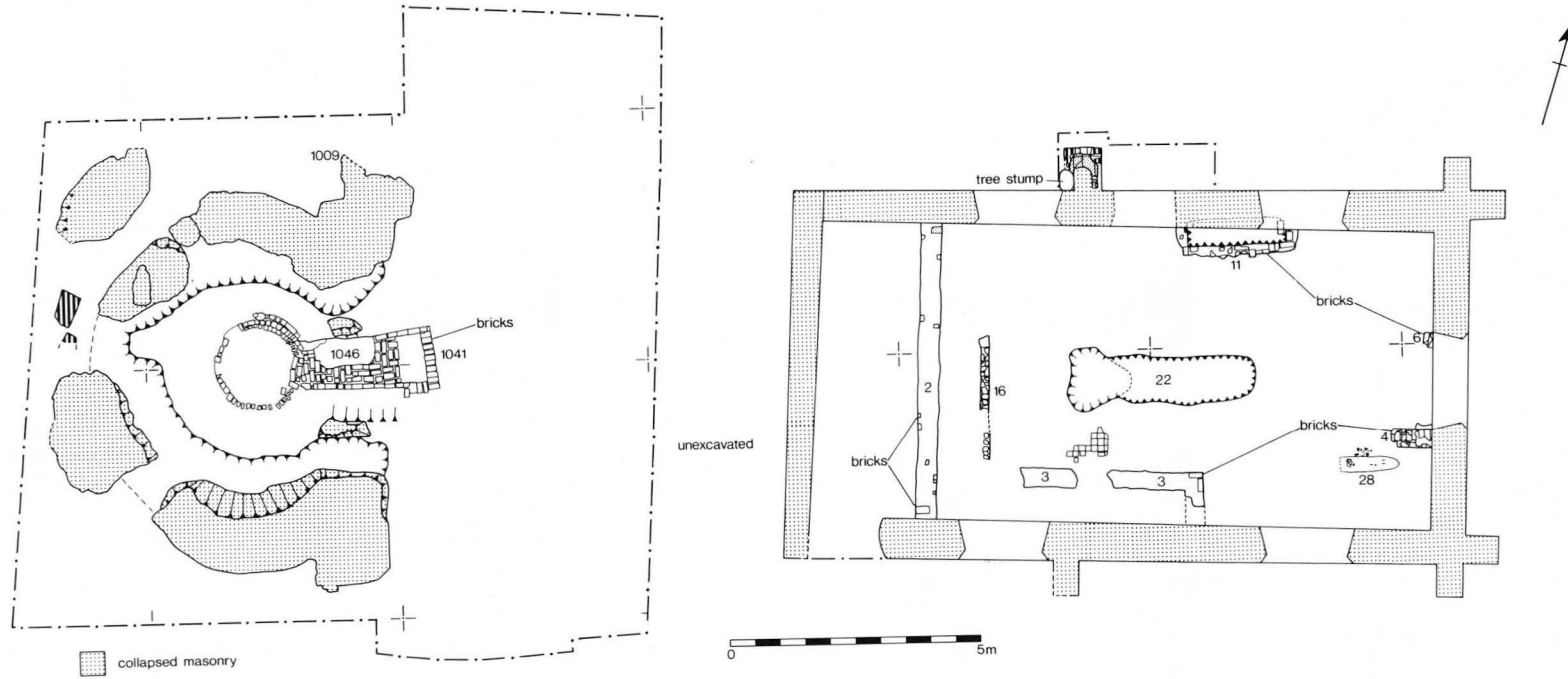 1009
bricks
1046
1041
collapsed masonry
unexcavated
tree stump
11
bricks
6
2
16
22
bricks
4
bricks
28
3
3
0
5m